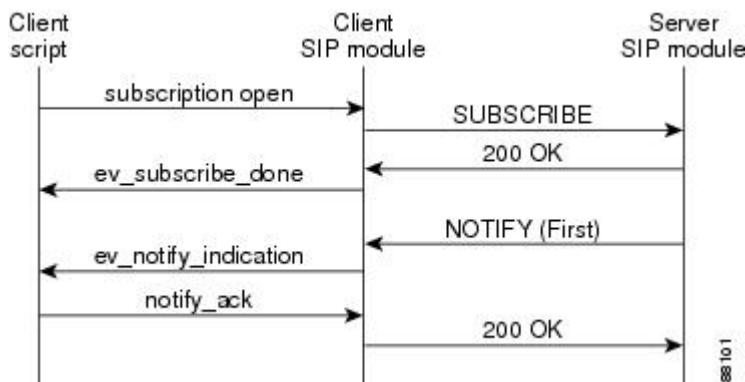 Client
script
Client
SIP module
Server
SIP module
subscription open
SUBSCRIBE
200 OK
ev_subscribe_done
NOTIFY (First)
ev_notify_indication
notify_ack
200 OK
88101